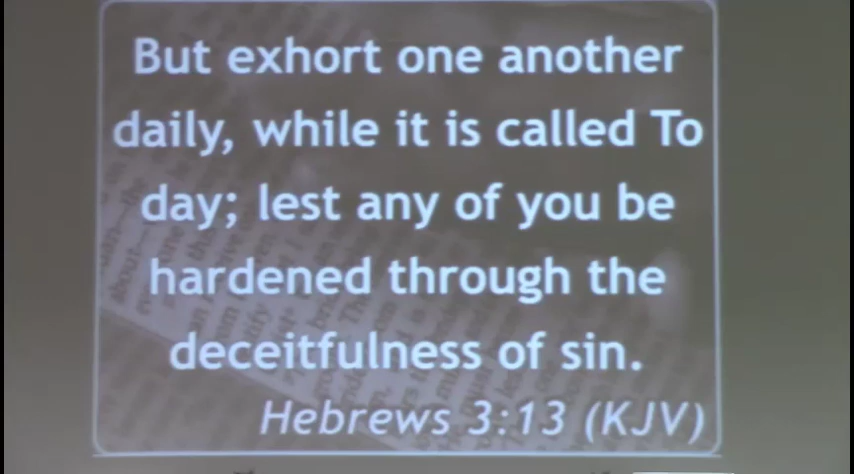 But exhort one another
daily, while it is called To
day; lest any of you be
hardened through the
deceitfulness of sin.
Hebrews 3:13 (KJV)